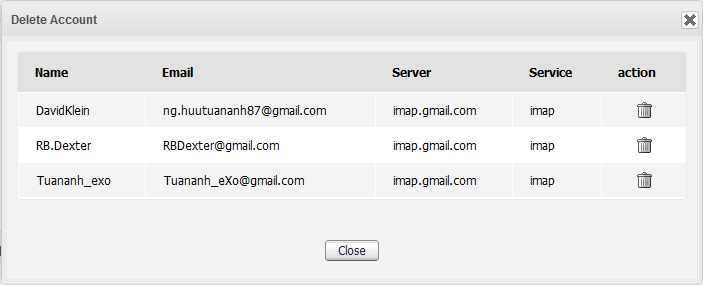 Delete Account
Name Email Server Service action
DavidKlein ng.huutuananh87@gmail.com imap.gmail.com imap
RB.Dexter RBDexter@gmail.com imap.gmail.com imap
Tuananh_exo Tuananh_eXo@gmail.com imap.gmail.com imap
Close